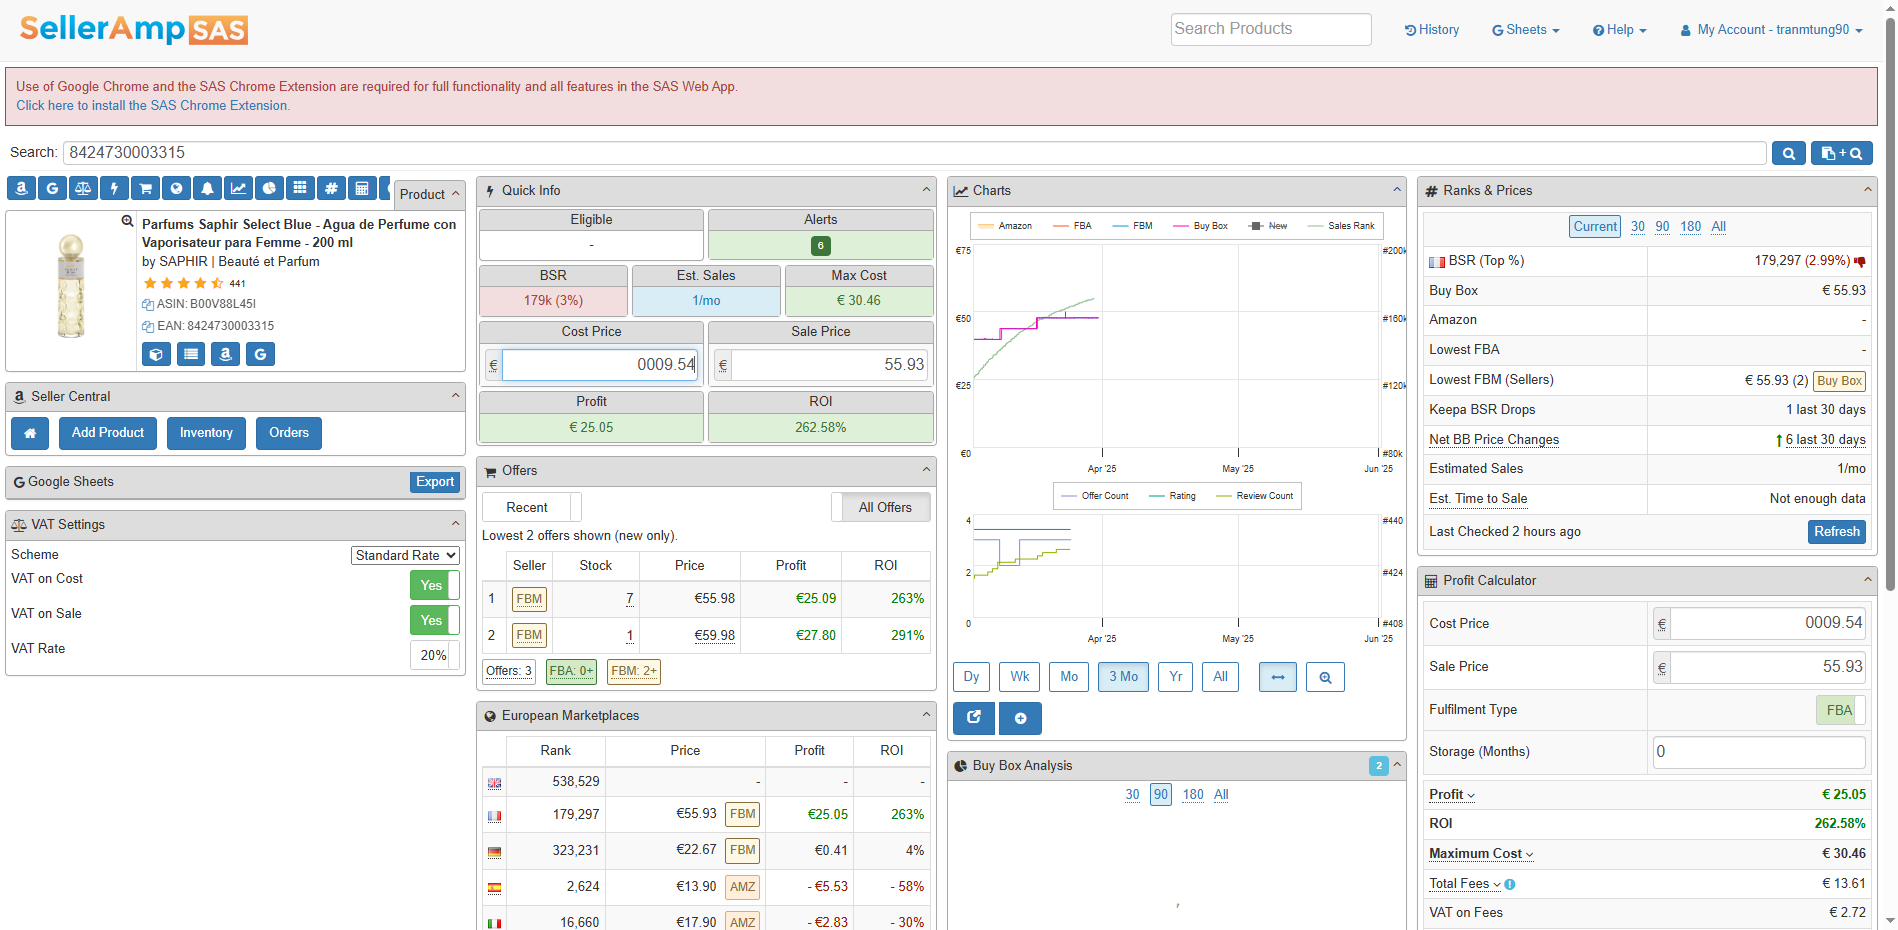 SellerAmp SAS
Search Products
History
Sheets
Help
My Account - tranmtung90
Use of Google Chrome and the SAS Chrome Extension are required for full functionality and all features in the SAS Web App.
Click here to install the SAS Chrome Extension.
Search: 8424730003315
+
Product
Parfums Saphir Select Blue - Agua de Perfume con
Vaporisateur para Femme - 200 ml
by SAPHIR | Beauté et Parfum
441
ASIN: B00V88L45I
EAN: 8424730003315
Seller Central
Add Product
Inventory
Orders
Google Sheets
Export
VAT Settings
Scheme Standard Rate
VAT on Cost Yes
VAT on Sale Yes
VAT Rate 20%
Quick Info
Eligible Alerts
- 6
BSR Est. Sales Max Cost
179k (3%) 1/mo € 30.46
Cost Price Sale Price
€ 0009.54 € 55.93
Profit ROI
€ 25.05 262.58%
Offers
Recent All Offers
Lowest 2 offers shown (new only).
Seller Stock Price Profit ROI
1 FBM 7 €55.98 €25.09 263%
2 FBM 1 €59.98 €27.80 291%
Offers: 3 FBA: 0+ FBM: 2+
European Marketplaces
Rank Price Profit ROI
538,529 - - -
179,297 €55.93 FBM €25.05 263%
323,231 €22.67 FBM €0.41 4%
2,624 €13.90 AMZ - €5.53 - 58%
16,660 €17.90 AMZ - €2.83 - 30%
Charts
Amazon FBA FBM Buy Box New Sales Rank
€75 #200k
€50 #160k
€25 #120k
€0 #80k
Apr '25 May '25 Jun '25
Offer Count Rating Review Count
4 #440
2 #424
0 #408
Apr '25 May '25 Jun '25
Dy Wk Mo 3 Mo Yr All
Buy Box Analysis 2
30 90 180 All
Ranks & Prices
Current 30 90 180 All
BSR (Top %) 179,297 (2.99%)
Buy Box € 55.93
Amazon -
Lowest FBA -
Lowest FBM (Sellers) € 55.93 (2) Buy Box
Keepa BSR Drops 1 last 30 days
Net BB Price Changes 6 last 30 days
Estimated Sales 1/mo
Est. Time to Sale Not enough data
Last Checked 2 hours ago Refresh
Profit Calculator
Cost Price € 0009.54
Sale Price € 55.93
Fulfilment Type FBA
Storage (Months) 0
Profit € 25.05
ROI 262.58%
Maximum Cost € 30.46
Total Fees € 13.61
VAT on Fees € 2.72